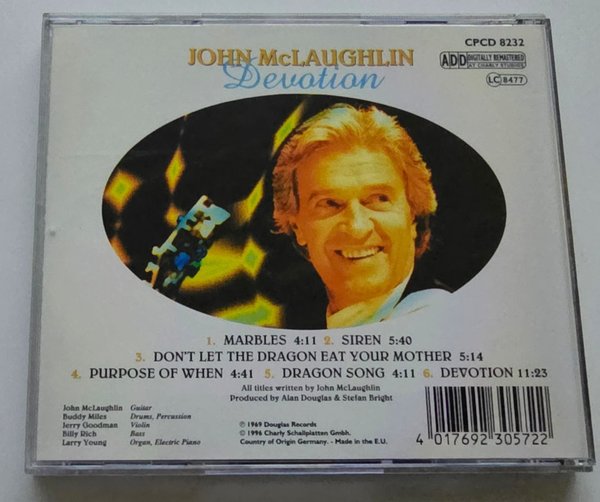 CPCD 8232
JOHN McLAUGHLIN
Devotion
ADD DIGITALLY REMASTERED
AT CHARLY STUDIOS
LC 8477
1. MARBLES 4:11 2. SIREN 5:40
3. DON'T LET THE DRAGON EAT YOUR MOTHER 5:14
4. PURPOSE OF WHEN 4:41 5. DRAGON SONG 4:11 6. DEVOTION 11:23
All titles written by John McLaughlin
Produced by Alan Douglas & Stefan Bright
John McLaughlin Guitar
Buddy Miles Drums, Percussion
Jerry Goodman Violin
Billy Rich Bass
Larry Young Organ, Electric Piano
℗ 1969 Douglas Records
© 1996 Charly Schallplatten Gmbh.
Country of Origin Germany. - Made in the E.U.
4 017692 305722